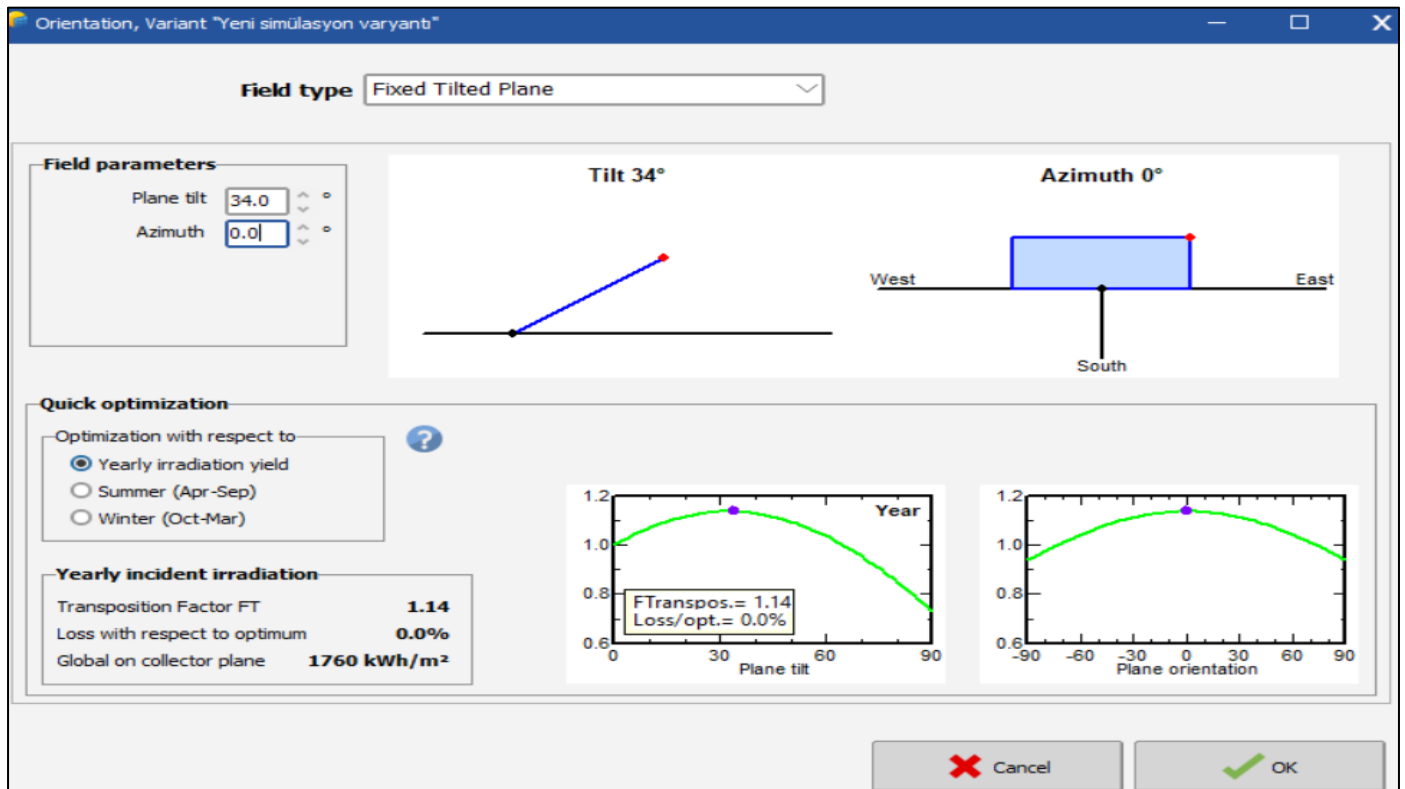 Orientation, Variant "Yeni simülasyon varyantı"
Field type Fixed Tilted Plane
Field parameters
Plane tilt 34.0 °
Azimuth 0.0 °
Tilt 34°
Azimuth 0°
West
East
South
Quick optimization
Optimization with respect to
Yearly irradiation yield
Summer (Apr-Sep)
Winter (Oct-Mar)
?
Yearly incident irradiation
Transposition Factor FT 1.14
Loss with respect to optimum 0.0%
Global on collector plane 1760 kWh/m²
1.2
1.0
0.8
0.6
Year
FTranspos.= 1.14
Loss/opt.= 0.0%
0 30 60 90
Plane tilt
1.2
1.0
0.8
0.6
-90 -60 -30 0 30 60 90
Plane orientation
Cancel
OK